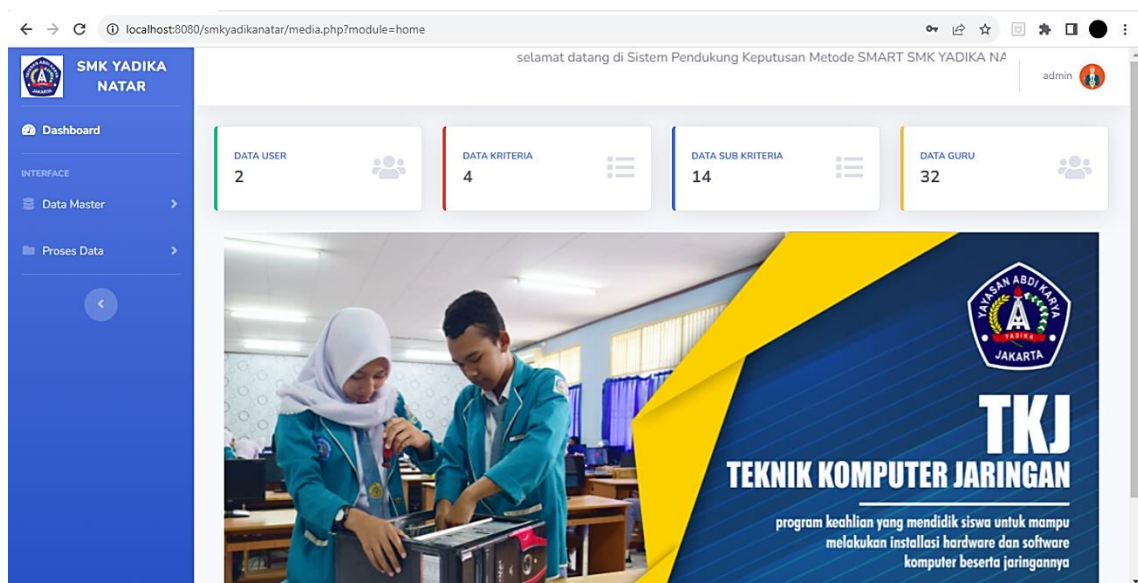 localhost:8080/smkyadikanatar/media.php?module=home
SMK YADIKA
NATAR
selamat datang di Sistem Pendukung Keputusan Metode SMART SMK YADIKA NA
admin
Dashboard
INTERFACE
Data Master
Proses Data
DATA USER
2
DATA KRITERIA
4
DATA SUB KRITERIA
14
DATA GURU
32
YAYASAN ABDI KARYA
YADIKA
JAKARTA
TKJ
TEKNIK KOMPUTER JARINGAN
program keahlian yang mendidik siswa untuk mampu
melakukan installasi hardware dan software
komputer beserta jaringannya